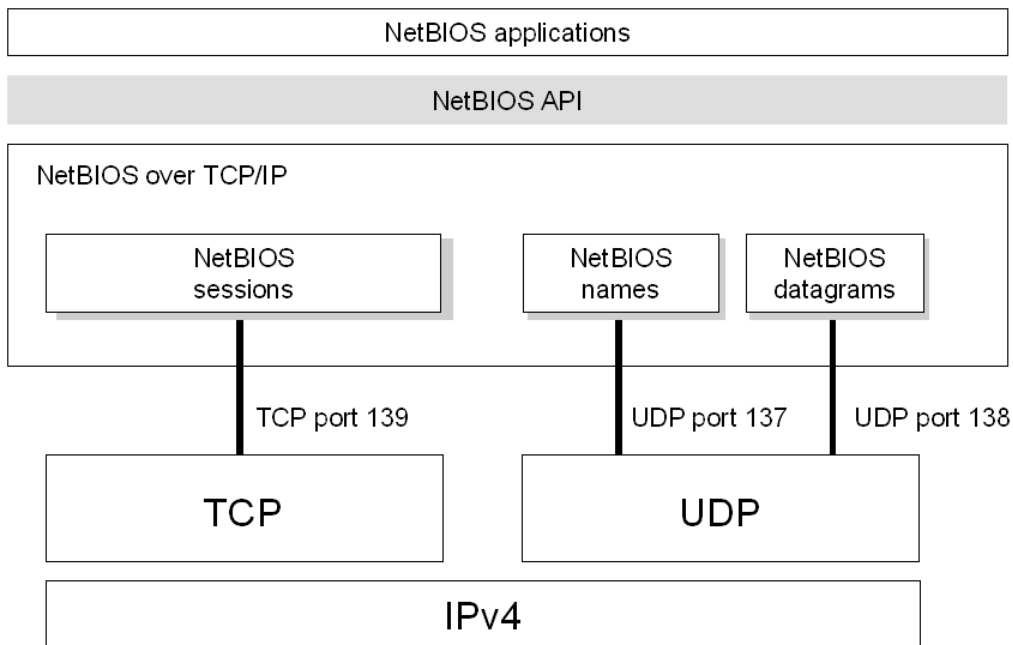 NetBIOS applications
NetBIOS API
NetBIOS over TCP/IP
NetBIOS
sessions
NetBIOS
names
NetBIOS
datagrams
TCP port 139
UDP port 137
UDP port 138
TCP
UDP
IPv4